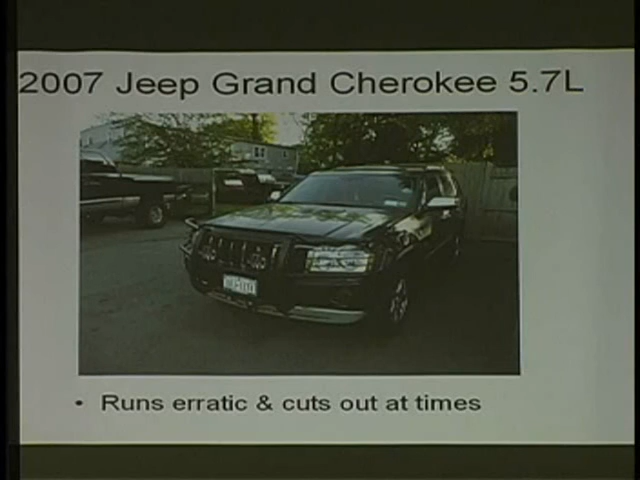 2007 Jeep Grand Cherokee 5.7L
• Runs erratic & cuts out at times